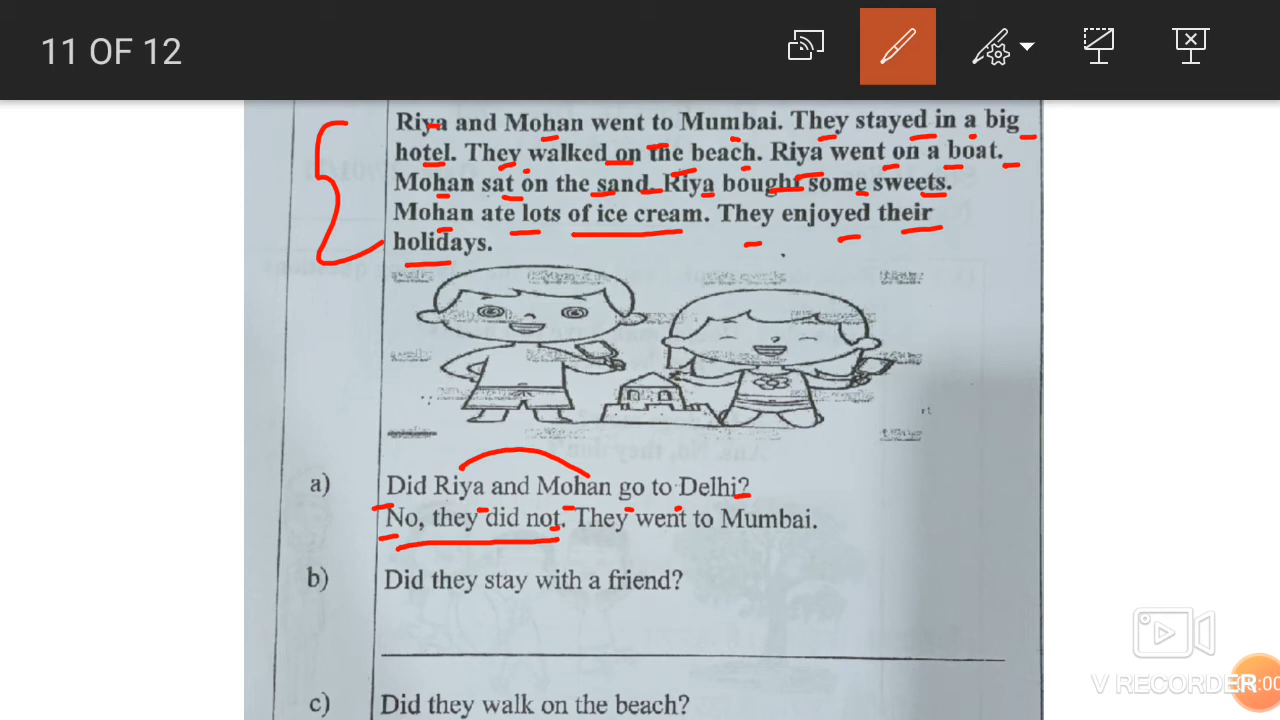 11 OF 12
Riya and Mohan went to Mumbai. They stayed in a big
hotel. They walked on the beach. Riya went on a boat.
Mohan sat on the sand. Riya bought some sweets.
Mohan ate lots of ice cream. They enjoyed their
holidays.
a) Did Riya and Mohan go to Delhi?
No, they did not. They went to Mumbai.
b) Did they stay with a friend?
c) Did they walk on the beach?
V RECORDER